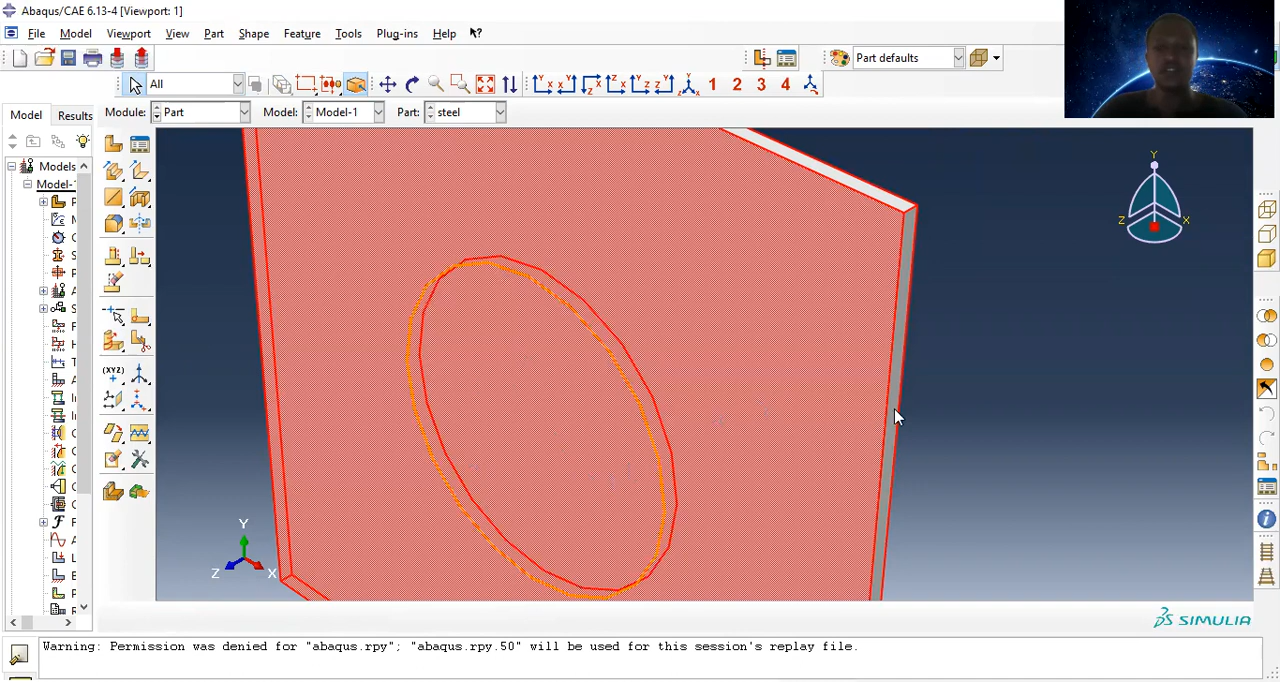 Abaqus/CAE 6.13-4 [Viewport: 1]
File Model Viewport View Part Shape Feature Tools Plug-ins Help
Part defaults
All
1 2 3 4
Model Results
Module: Part Model: Model-1 Part: steel
Models
Model-
Y
Z X
Y
Z X
(XYZ)
SIMULIA
Warning: Permission was denied for "abaqus.rpy"; "abaqus.rpy.50" will be used for this session's replay file.